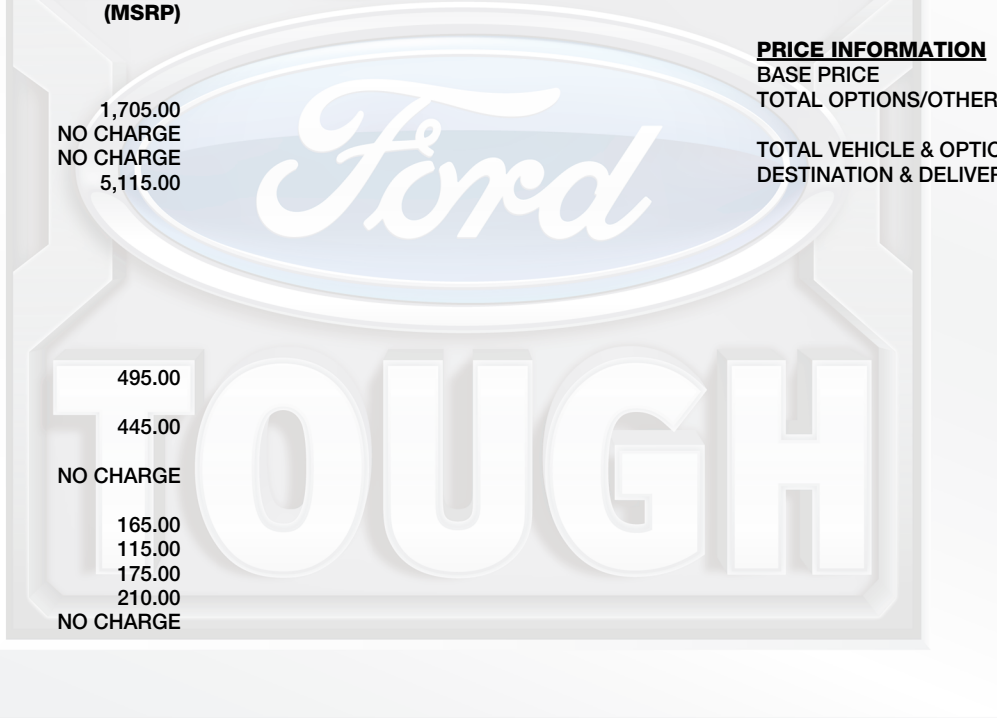 (MSRP)
1,705.00
NO CHARGE
NO CHARGE
5,115.00
495.00
445.00
NO CHARGE
165.00
115.00
175.00
210.00
NO CHARGE
PRICE INFORMATION
BASE PRICE
TOTAL OPTIONS/OTHER
TOTAL VEHICLE & OPTIO
DESTINATION & DELIVER
Ford
TOUGH